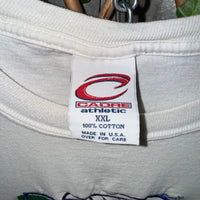 CADRE
athletic
XXL
100% COTTON
MADE IN U.S.A.
OVER FOR CARE